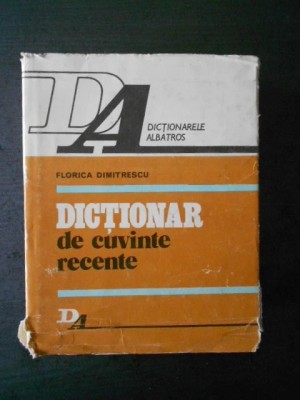 DA
DICȚIONARELE
ALBATROS
FLORICA DIMITRESCU
DICȚIONAR
de cuvinte
recente
DA